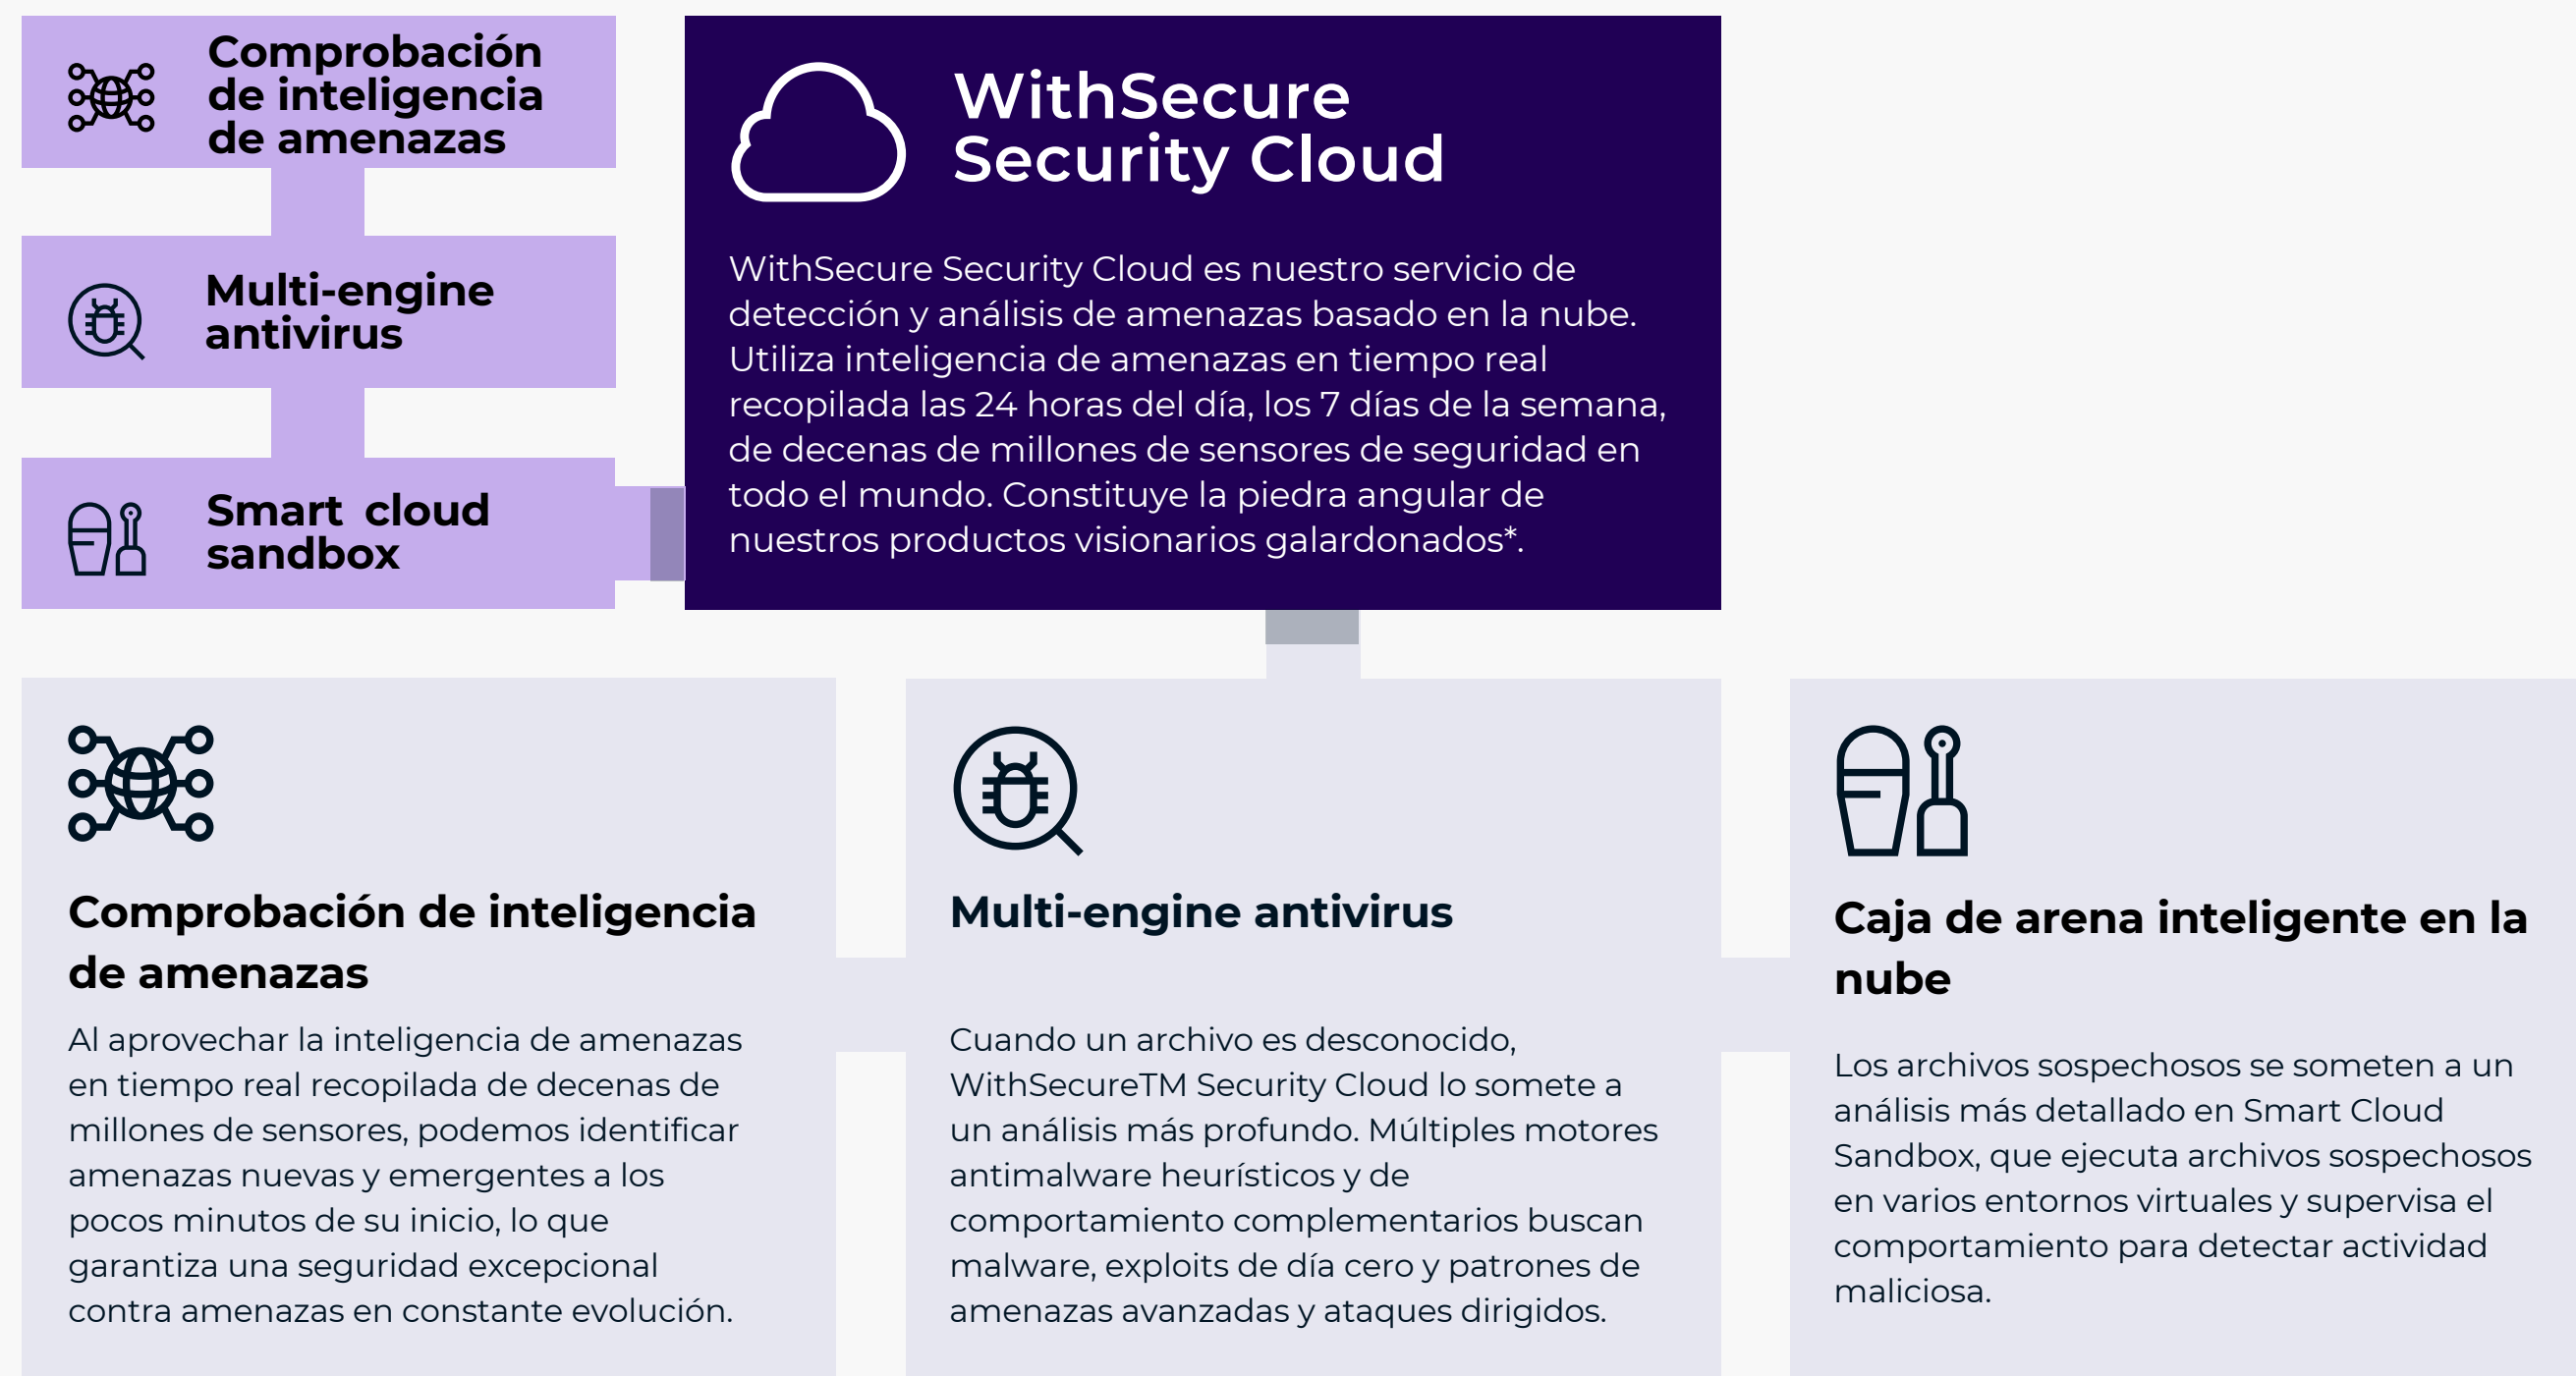 Comprobación
de inteligencia
de amenazas
Multi-engine
antivirus
Smart cloud
sandbox
WithSecure
Security Cloud
WithSecure Security Cloud es nuestro servicio de
detección y análisis de amenazas basado en la nube.
Utiliza inteligencia de amenazas en tiempo real
recopilada las 24 horas del día, los 7 días de la semana,
de decenas de millones de sensores de seguridad en
todo el mundo. Constituye la piedra angular de
nuestros productos visionarios galardonados*.
Comprobación de inteligencia
de amenazas
Al aprovechar la inteligencia de amenazas
en tiempo real recopilada de decenas de
millones de sensores, podemos identificar
amenazas nuevas y emergentes a los
pocos minutos de su inicio, lo que
garantiza una seguridad excepcional
contra amenazas en constante evolución.
Multi-engine antivirus
Cuando un archivo es desconocido,
WithSecureTM Security Cloud lo somete a
un análisis más profundo. Múltiples motores
antimalware heurísticos y de
comportamiento complementarios buscan
malware, exploits de día cero y patrones de
amenazas avanzadas y ataques dirigidos.
Caja de arena inteligente en la
nube
Los archivos sospechosos se someten a un
análisis más detallado en Smart Cloud
Sandbox, que ejecuta archivos sospechosos
en varios entornos virtuales y supervisa el
comportamiento para detectar actividad
maliciosa.